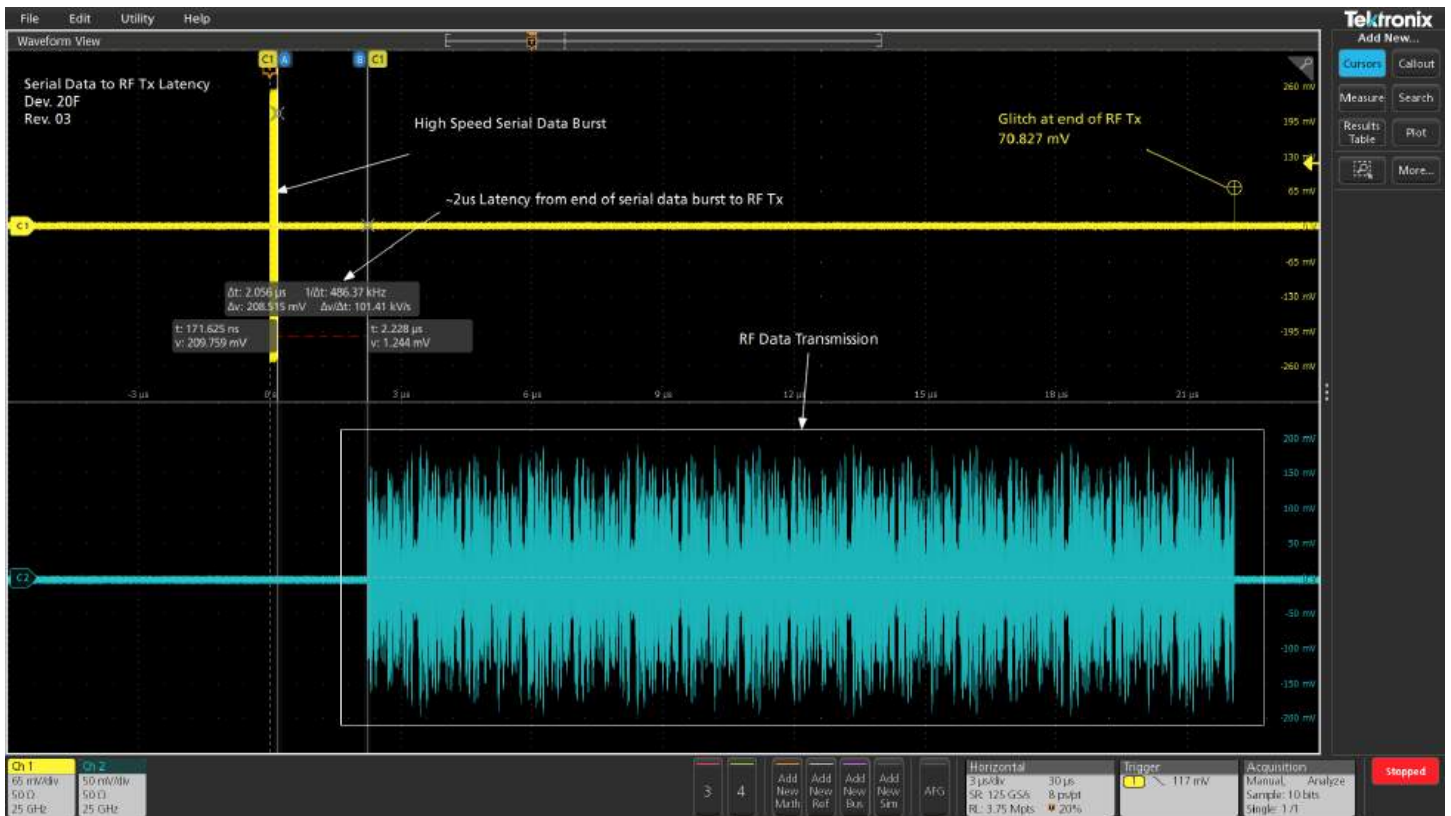 File Edit Utility Help
Tektronix
Waveform View
Add New...
C1 A B C1
Cursors Callout
Measure Search
Results Table Plot
More...
Serial Data to RF Tx Latency
Dev. 20F
Rev. 03
High Speed Serial Data Burst
Glitch at end of RF Tx
70.827 mV
~2us Latency from end of serial data burst to RF Tx
260 mV
195 mV
130
65 mV
C1
-65 mV
-130 mV
-195 mV
-260 mV
Δt: 2.056 μs 1/Δt: 486.37 kHz
Δv: 208.515 mV Δv/Δt: 101.41 kV/s
t: 171.625 ns
v: 209.759 mV
t: 2.228 μs
v: 1.244 mV
RF Data Transmission
-3 μs 0 s 3 μs 6 μs 9 μs 12 μs 15 μs 18 μs 21 μs
200 mV
150 mV
100 mV
50 mV
C2
-50 mV
-100 mV
-150 mV
-200 mV
Ch 1
65 mV/div
50 Ω
25 GHz
Ch 2
50 mV/div
50 Ω
25 GHz
3
4
Add New Math
Add New Ref
Add New Bus
Add New Sim
AFG
Horizontal
3 μs/div 30 μs
SR: 125 GS/s 8 ps/pt
RL: 3.75 Mpts 20%
Trigger
1 117 mV
Acquisition
Manual, Analyze
Sample: 10 bits
Single: 1/1
Stopped